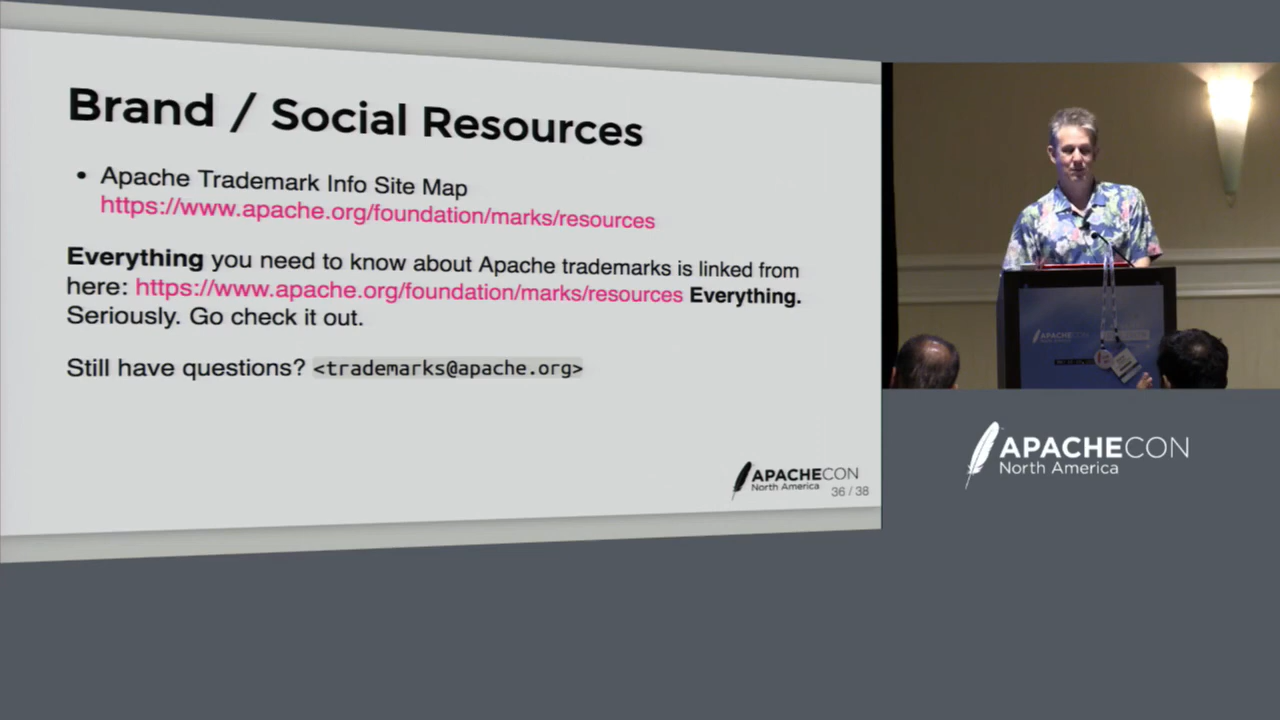 Brand / Social Resources
• Apache Trademark Info Site Map
https://www.apache.org/foundation/marks/resources
Everything you need to know about Apache trademarks is linked from
here: https://www.apache.org/foundation/marks/resources Everything.
Seriously. Go check it out.
Still have questions? <trademarks@apache.org>
APACHECON
North America
36 / 38
APACHECON
North America